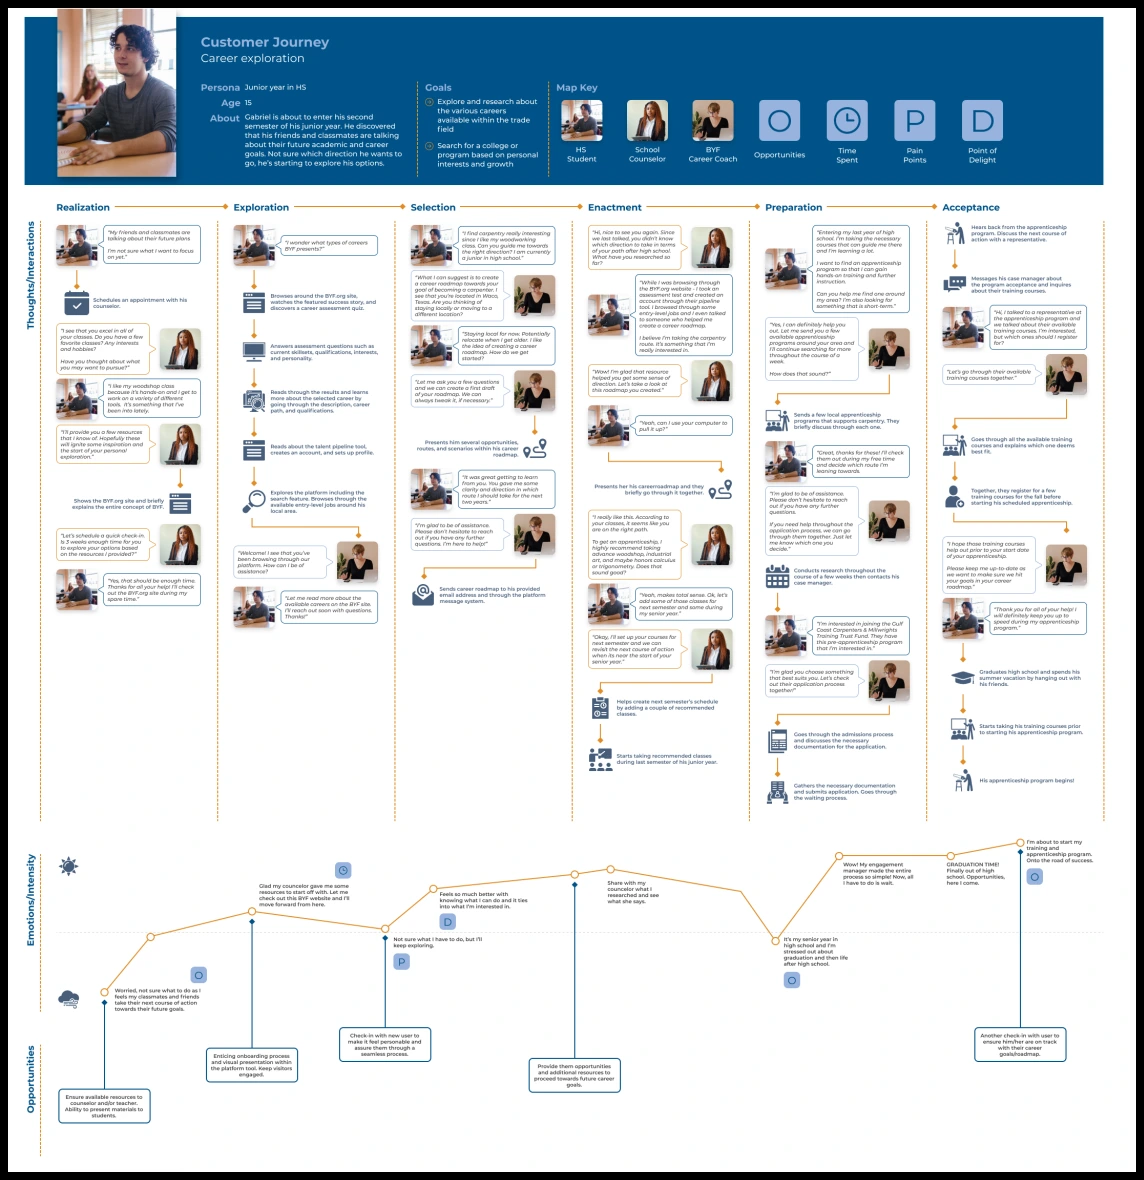 Customer Journey
Career exploration
Persona Junior year in HS
Age 15
About Gabriel is about to enter his second
semester of his junior year. He discovered
that his friends and classmates are talking
about their future academic and career
goals. Not sure which direction he wants to
go, he's starting to explore his options.
Goals
Explore and research about
the various careers
available within the trade
field
Search for a college or
program based on personal
interests and growth
Map Key
HS
Student
School
Counselor
BYF
Career Coach
O
Opportunities
Time
Spent
P
Pain
Points
D
Point of
Delight
Thoughts/Interactions
Realization
"My friends and classmates are
talking about their future plans
I'm not sure what I want to focus
on yet."
Schedules an appointment with his
counselor.
"I see that you excel in all of
your classes. Do you have a few
favorite classes? Any interests
and hobbies?
Have you thought about what
you may want to pursue?"
"I like my woodshop class
because it's hands-on and I get to
work on a variety of different
tools. It's something that I've
been into lately.
"I'll provide you a few resources
that I know of. Hopefully these
will ignite some inspiration and
the start of your personal
exploration."
Shows the BYF.org site and briefly
explains the entire concept of BYF.
"Let's schedule a quick check-in.
Is 3 weeks enough time for you
to explore your options based
on the resources I provided?"
"Yes, that should be enough time.
Thanks for all your help! I'll check
out the BYF.org site during my
spare time."
Exploration
"I wonder what types of careers
BYF presents?"
Browses around the BYF.org site,
watches the featured success story, and
discovers a career assessment quiz.
Answers assessment questions such as
current skillsets, qualifications, interests,
and personality.
Reads through the results and learns
more about the selected career by
going through the description, career
path, and qualifications.
Reads about the talent pipeline tool,
creates an account, and sets up profile.
Explores the platform including the
search feature. Browses through the
available entry-level jobs around his
local area.
"Welcome! I see that you've
been browsing through our
platform. How can I be of
assistance?
"Let me read more about the
available careers on the BYF site.
I'll reach out soon with questions.
Thanks!"
Selection
"I find carpentry really interesting
since I like my woodworking
class. Can you guide me towards
the right direction? I am currently
a junior in high school."
"What I can suggest is to create
a career roadmap towards your
goal of becoming a carpenter. I
see that you're located in Waco,
Texas. Are you thinking of
staying locally or moving to a
different location?
"Staying local for now. Potentially
relocate when I get older. I like
the idea of creating a career
roadmap. How do we get
started?
"Let me ask you a few questions
and we can create a first draft
of your roadmap. We can
always tweak it, if necessary."
Presents him several opportunities,
routes, and scenarios within his career
roadmap.
"It was great getting to learn
from you. You gave me some
clarity and direction in which
route I should take for the next
two years."
"I'm glad to be of assistance.
Please don't hesitate to reach
out if you have any further
questions. I'm here to help!"
Sends career roadmap to his provided
email address and through the platform
message system.
Enactment
"Hi, nice to see you again. Since
we last talked, you didn't know
which direction to take in terms
of your path after high school.
What have you researched so
far?
"While I was browsing through
the BYF.org website - I took an
assessment test and created an
account through their pipeline
tool. I browsed through some
entry-level jobs and I even talked
to someone who helped me
create a career roadmap.
I believe I'm taking the carpentry
route. It's something that I'm
really interested in.
"Wow! I'm glad that resource
helped you get some sense of
direction. Let's take a look at
this roadmap you created."
"Yeah, can I use your computer to
pull it up?"
Presents her his careerroadmap and they
briefly go through it together.
"I really like this. According to
your classes, it seems like you
are on the right path.
To get an apprenticeship, I
highly recommend taking
advance woodshop, industrial
art, and maybe honors calculus
or trigonometry. Does that
sound good?
"Yeah, makes total sense. Ok, let's
add some of those classes for
next semester and some during
my senior year."
"Okay, I'll set up your courses for
next semester and we can
revisit the next course of action
when its near the start of your
senior year."
Helps create next semester's schedule
by adding a couple of recommended
classes.
Starts taking recommended classes
during last semester of his junior year.
Preparation
"Entering my last year of high
school. I'm taking the necessary
courses that can guide me there
and I'm learning a lot.
I want to find an apprenticeship
program so that I can gain
hands-on training and further
instruction.
Can you help me find one around
my area? I'm also looking for
something that is short-term."
"Yes, I can definitely help you
out. Let me send you a few
available apprenticeship
programs around your area and
I'll continue searching for more
throughout the course of a
week.
How does that sound?"
Sends a few local apprenticeship
programs that supports carpentry. They
briefly discuss through each one.
"Great, thanks for these! I'll check
them out during my free time
and decide which route I'm
leaning towards.
"I'm glad to be of assistance.
Please don't hesitate to reach
out if you have any further
questions.
If you need help throughout the
application process, we can go
through them together. Just let
me know which one you
decide."
Conducts research throughout the
course of a few weeks then contacts his
case manager.
"I'm interested in joining the Gulf
Coast Carpenters & Millwrights
Training Trust Fund. They have
this pre-apprenticeship program
that I'm interested in."
"I'm glad you choose something
that best suits you. Let's check
out their application process
together!"
Goes through the admissions process
and discusses the necessary
documentation for the application.
Gathers the necessary documentation
and submits application. Goes through
the waiting process.
Acceptance
Hears back from the apprenticeship
program. Discuss the next course of
action with a representative.
Messages his case manager about
the program acceptance and inquires
about their training courses.
"Hi, I talked to a representative at
the apprenticeship program and
we talked about their available
training courses. I'm interested,
but which ones should I register
for?
"Let's go through their available
training courses together."
Goes through all the available training
courses and explains which one deems
best fit.
Together, they register for a few
training courses for the fall before
starting his scheduled apprenticeship.
"I hope those training courses
help out prior to your start date
of your apprenticeship.
Please keep me up-to-date as
we want to make sure we hit
your goals in your career
roadmap."
"Thank you for all of your help! I
will definitely keep you up to
speed during my apprenticeship
program."
Graduates high school and spends his
summer vacation by hanging out with
his friends.
Starts taking his training courses prior
to starting his apprenticeship program.
His apprenticeship program begins!
Emotions/Intensity
O
Worried, not sure what to do as I
feels my classmates and friends
take their next course of action
towards their future goals.
Glad my counselor gave me some
resources to start off with. Let me
check out this BYF website and I'll
move forward from here.
Not sure what I have to do, but I'll
keep exploring.
P
Feels so much better with
knowing what I can do and it ties
into what I'm interested in.
D
Share with my
counselor what I
researched and see
what she says.
It's my senior year in
high school and I'm
stressed out about
graduation and then life
after high school.
O
Wow! My engagement
manager made the entire
process so simple! Now, all
I have to do is wait.
GRADUATION TIME!
Finally out of high
school. Opportunities,
here I come.
I'm about to start my
training and
apprenticeship program.
Onto the road of success.
O
Opportunities
Ensure available resources to
counselor and/or teacher.
Ability to present materials to
students.
Enticing onboarding process
and visual presentation within
the platform tool. Keep visitors
engaged.
Check-in with new user to
make it feel personable and
assure them through a
seamless process.
Provide them opportunities
and additional resources to
proceed towards future career
goals.
Another check-in with user to
ensure him/her are on track
with their career
goals/roadmap.